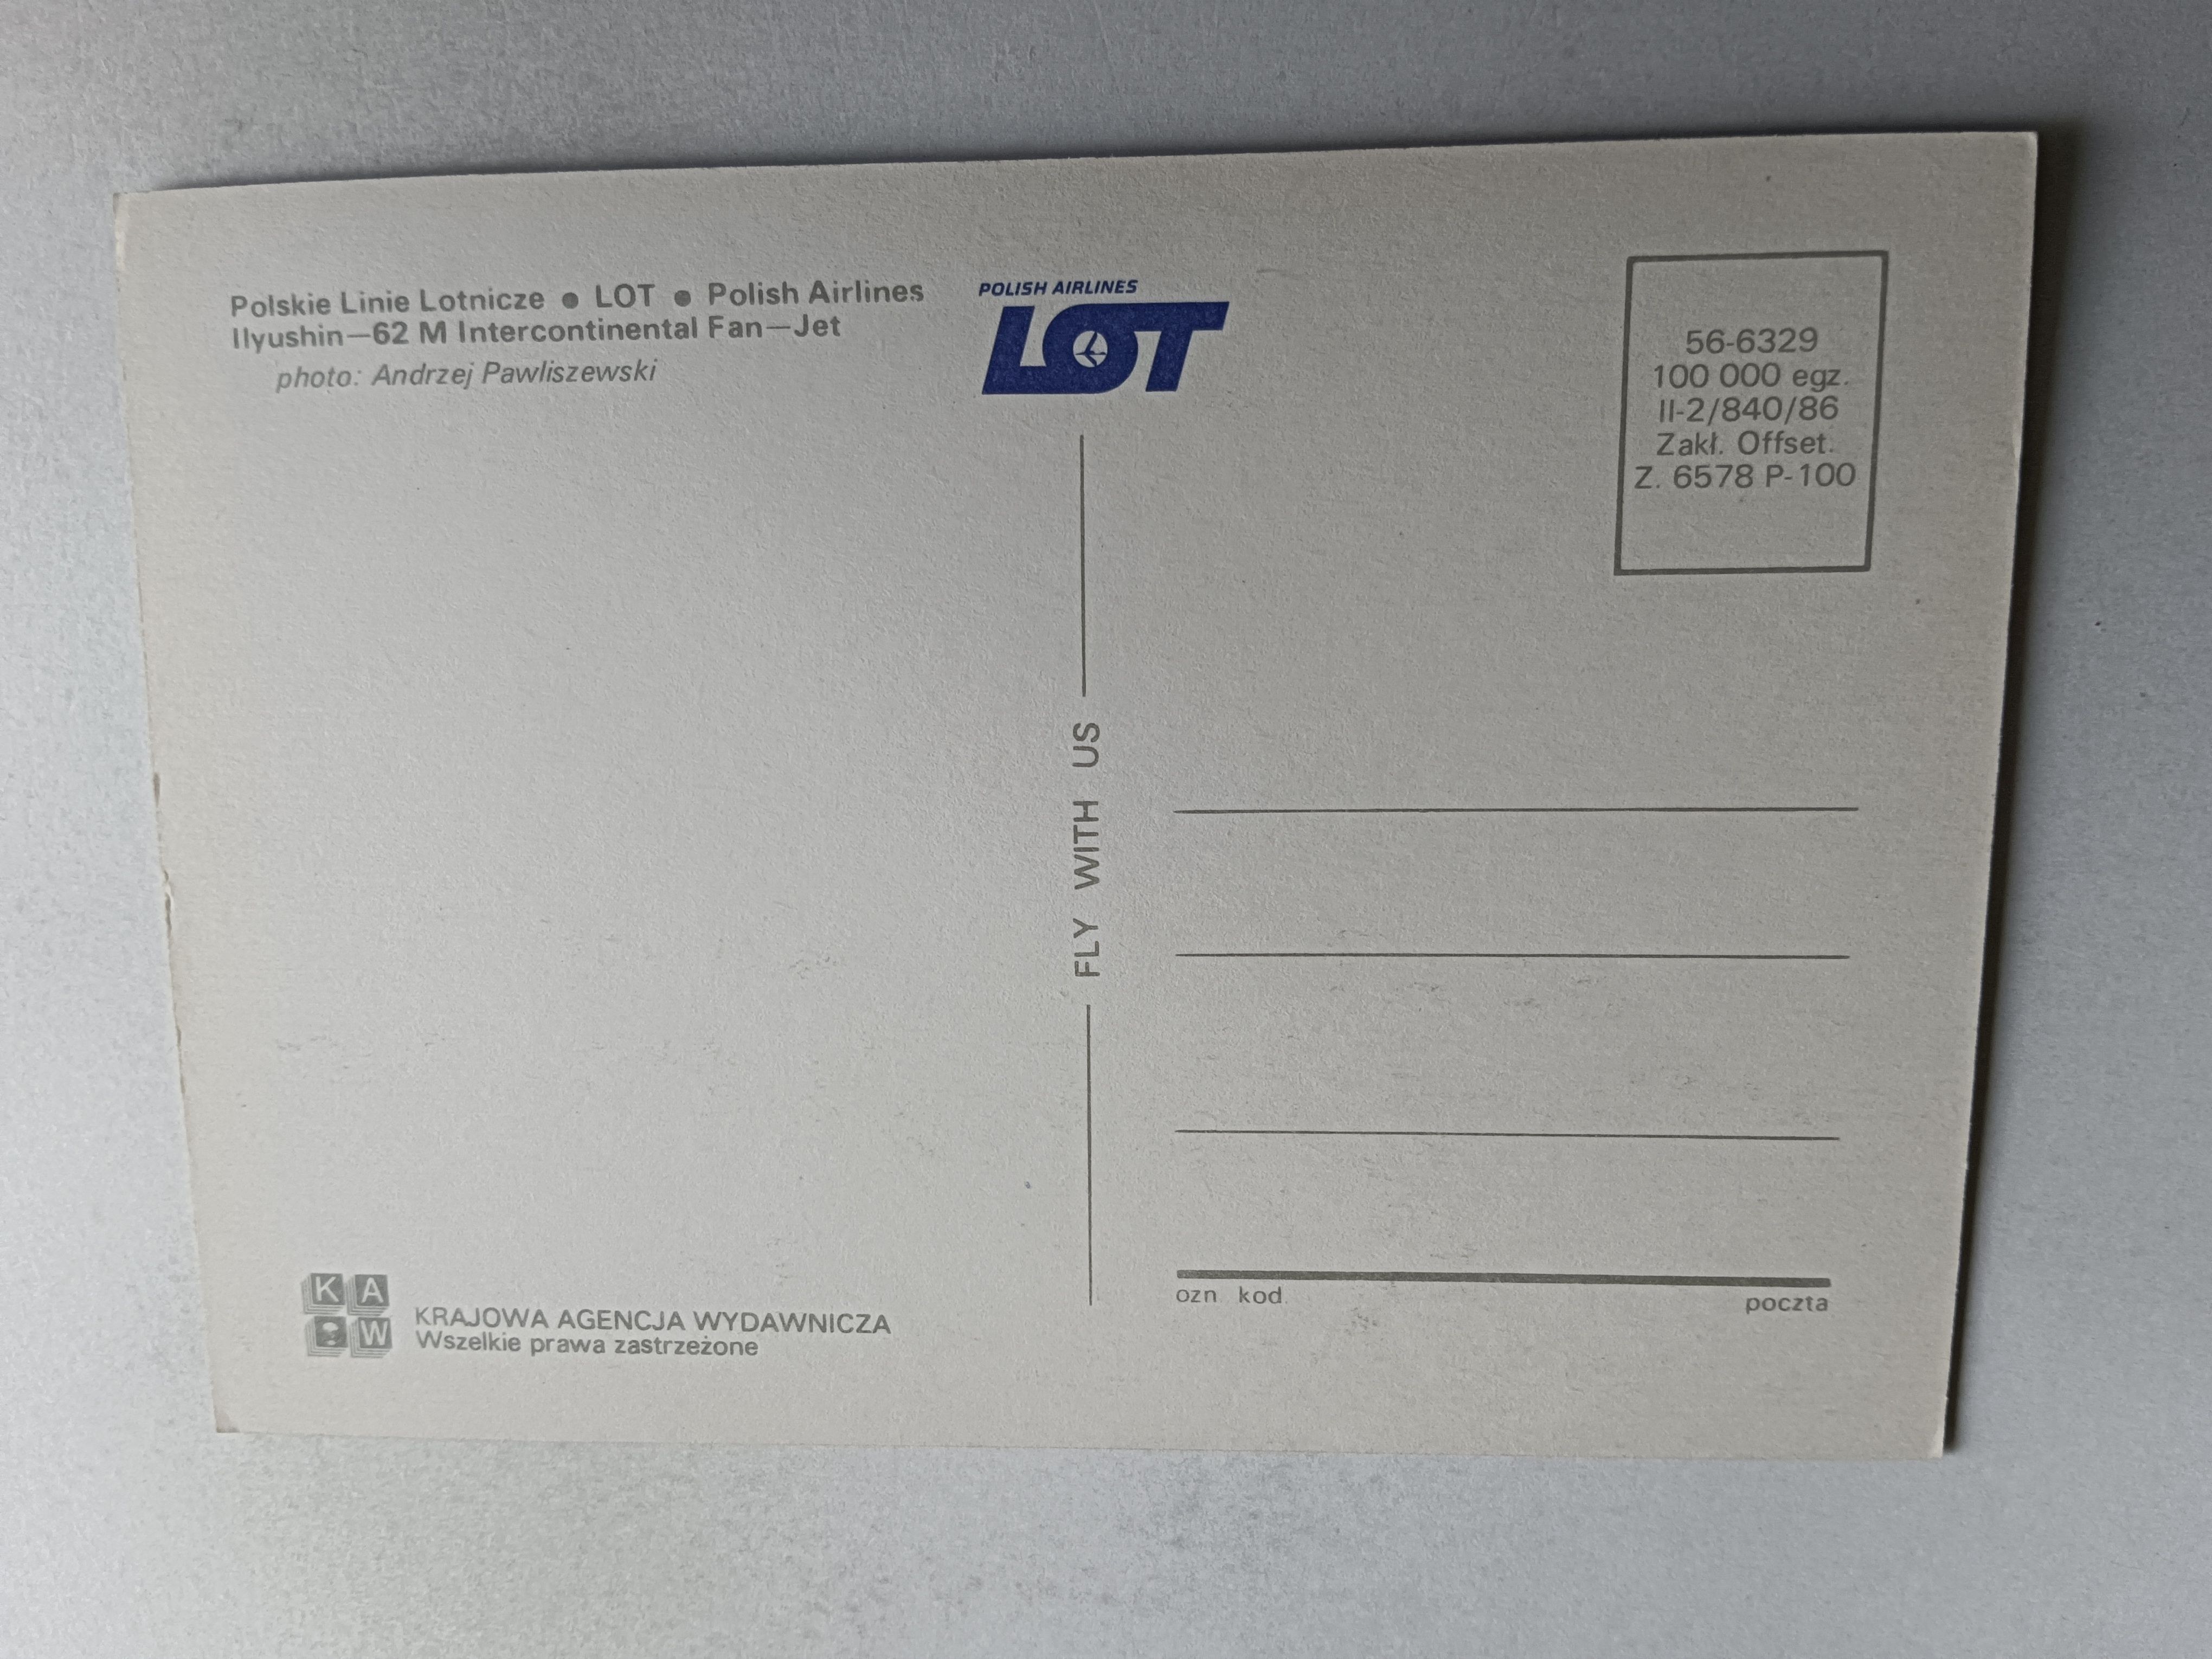 Polskie Linie Lotnicze ● LOT ● Polish Airlines
Ilyushin—62 M Intercontinental Fan—Jet
photo: Andrzej Pawliszewski
POLISH AIRLINES
LOT
56-6329
100 000 egz.
II-2/840/86
Zakł. Offset.
Z. 6578 P-100
FLY WITH US
ozn. kod.
poczta
K A
W
KRAJOWA AGENCJA WYDAWNICZA
Wszelkie prawa zastrzeżone